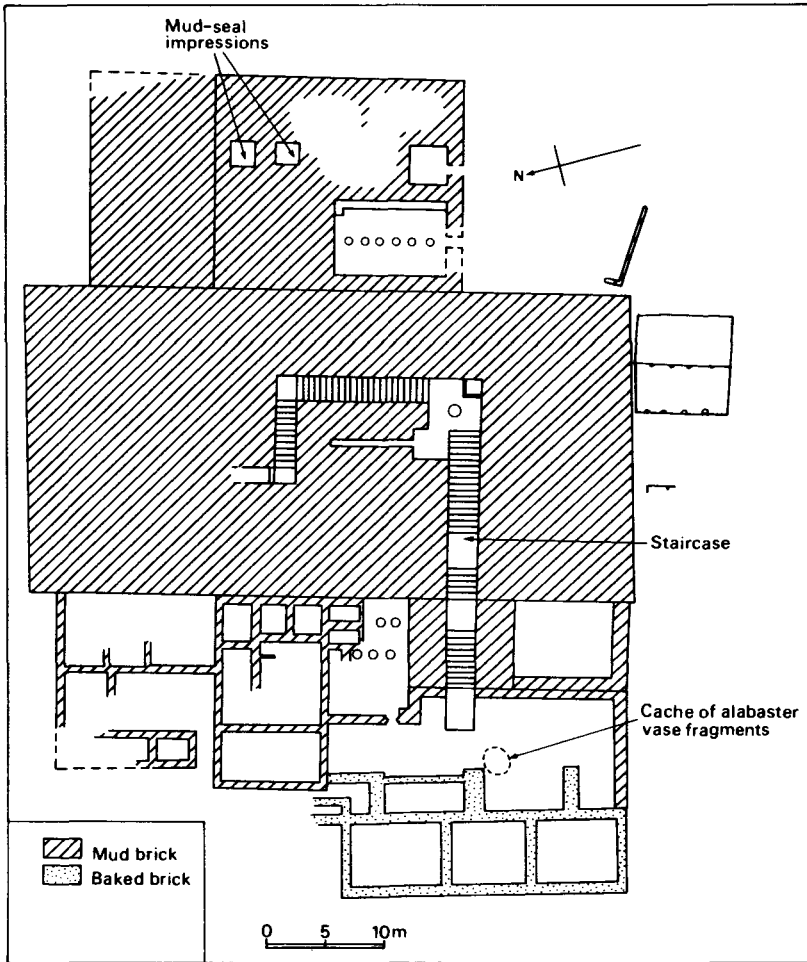 Mud-seal
impressions
N
Staircase
Cache of alabaster
vase fragments
Mud brick
Baked brick
0 5 10m